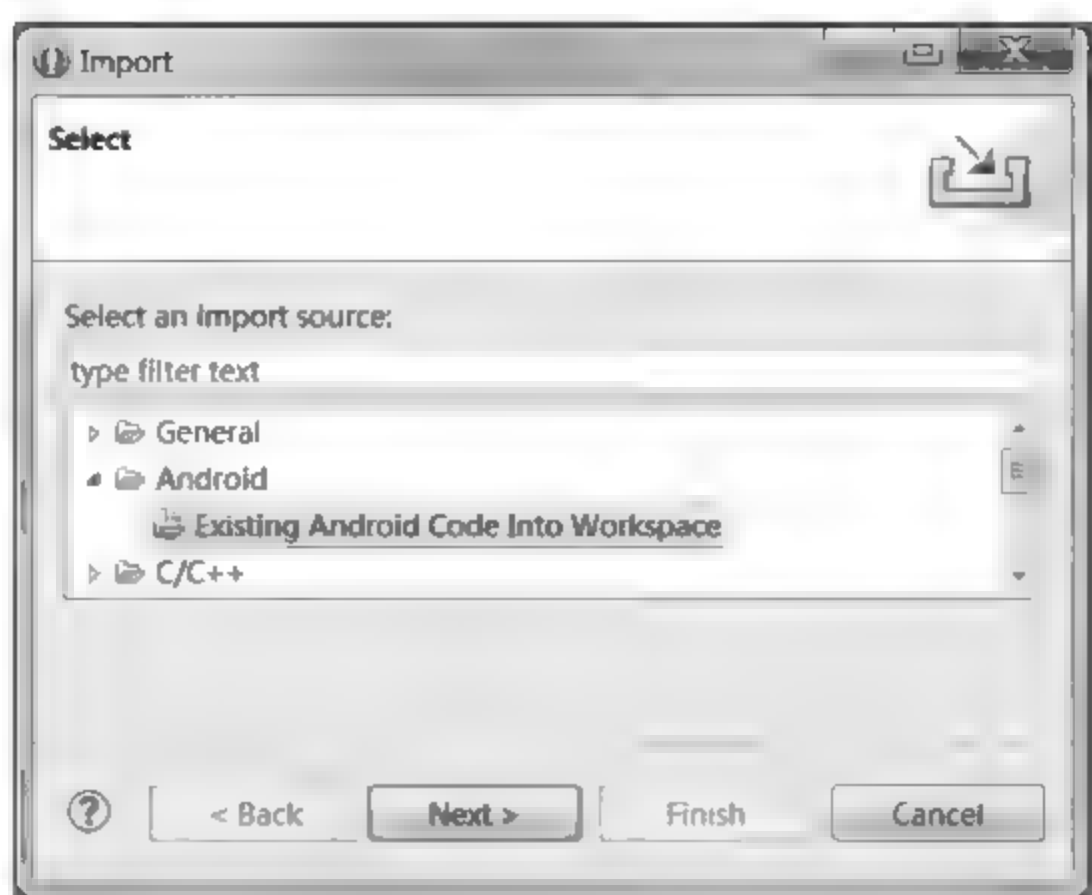 Import
Select
Select an import source:
type filter text
General
Android
Existing Android Code Into Workspace
C/C++
< Back Next > Finish Cancel